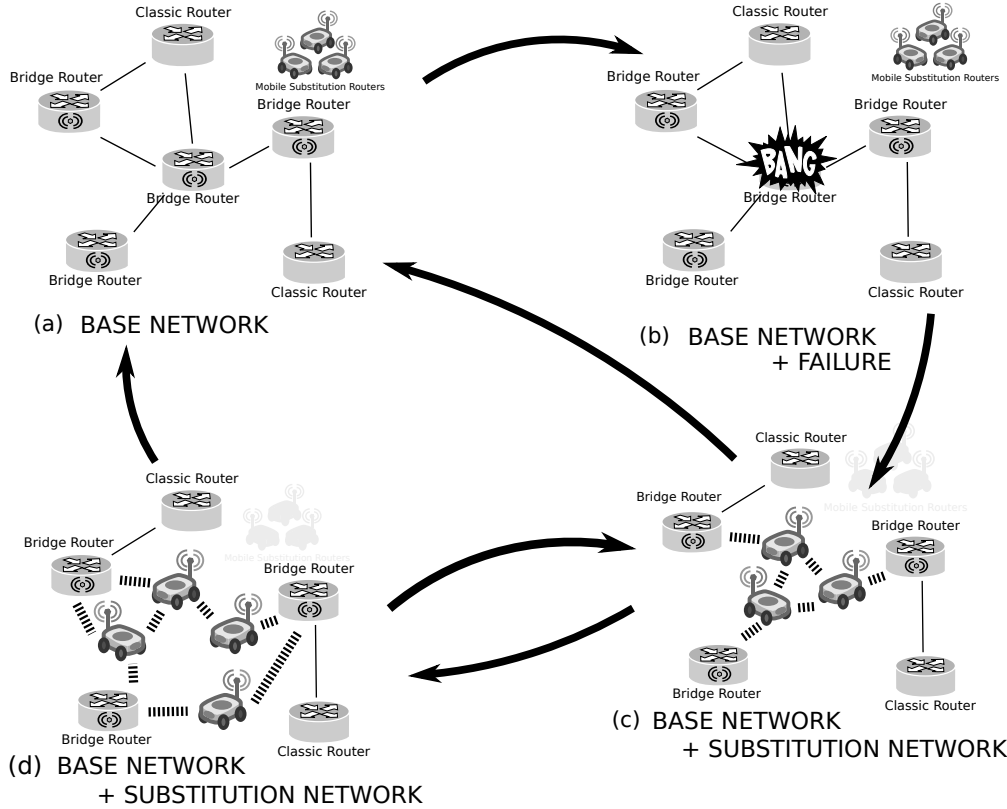 Classic Router
Bridge Router
Mobile Substitution Routers
Bridge Router
Bridge Router
Bridge Router
Classic Router
(a) BASE NETWORK
Classic Router
Bridge Router
Mobile Substitution Routers
Bridge Router
BANG
Bridge Router
Bridge Router
Classic Router
(b) BASE NETWORK
+ FAILURE
Classic Router
Bridge Router
Mobile Substitution Routers
Bridge Router
Bridge Router
Classic Router
(c) BASE NETWORK
+ SUBSTITUTION NETWORK
Classic Router
Bridge Router
Mobile Substitution Routers
Bridge Router
Bridge Router
Classic Router
(d) BASE NETWORK
+ SUBSTITUTION NETWORK